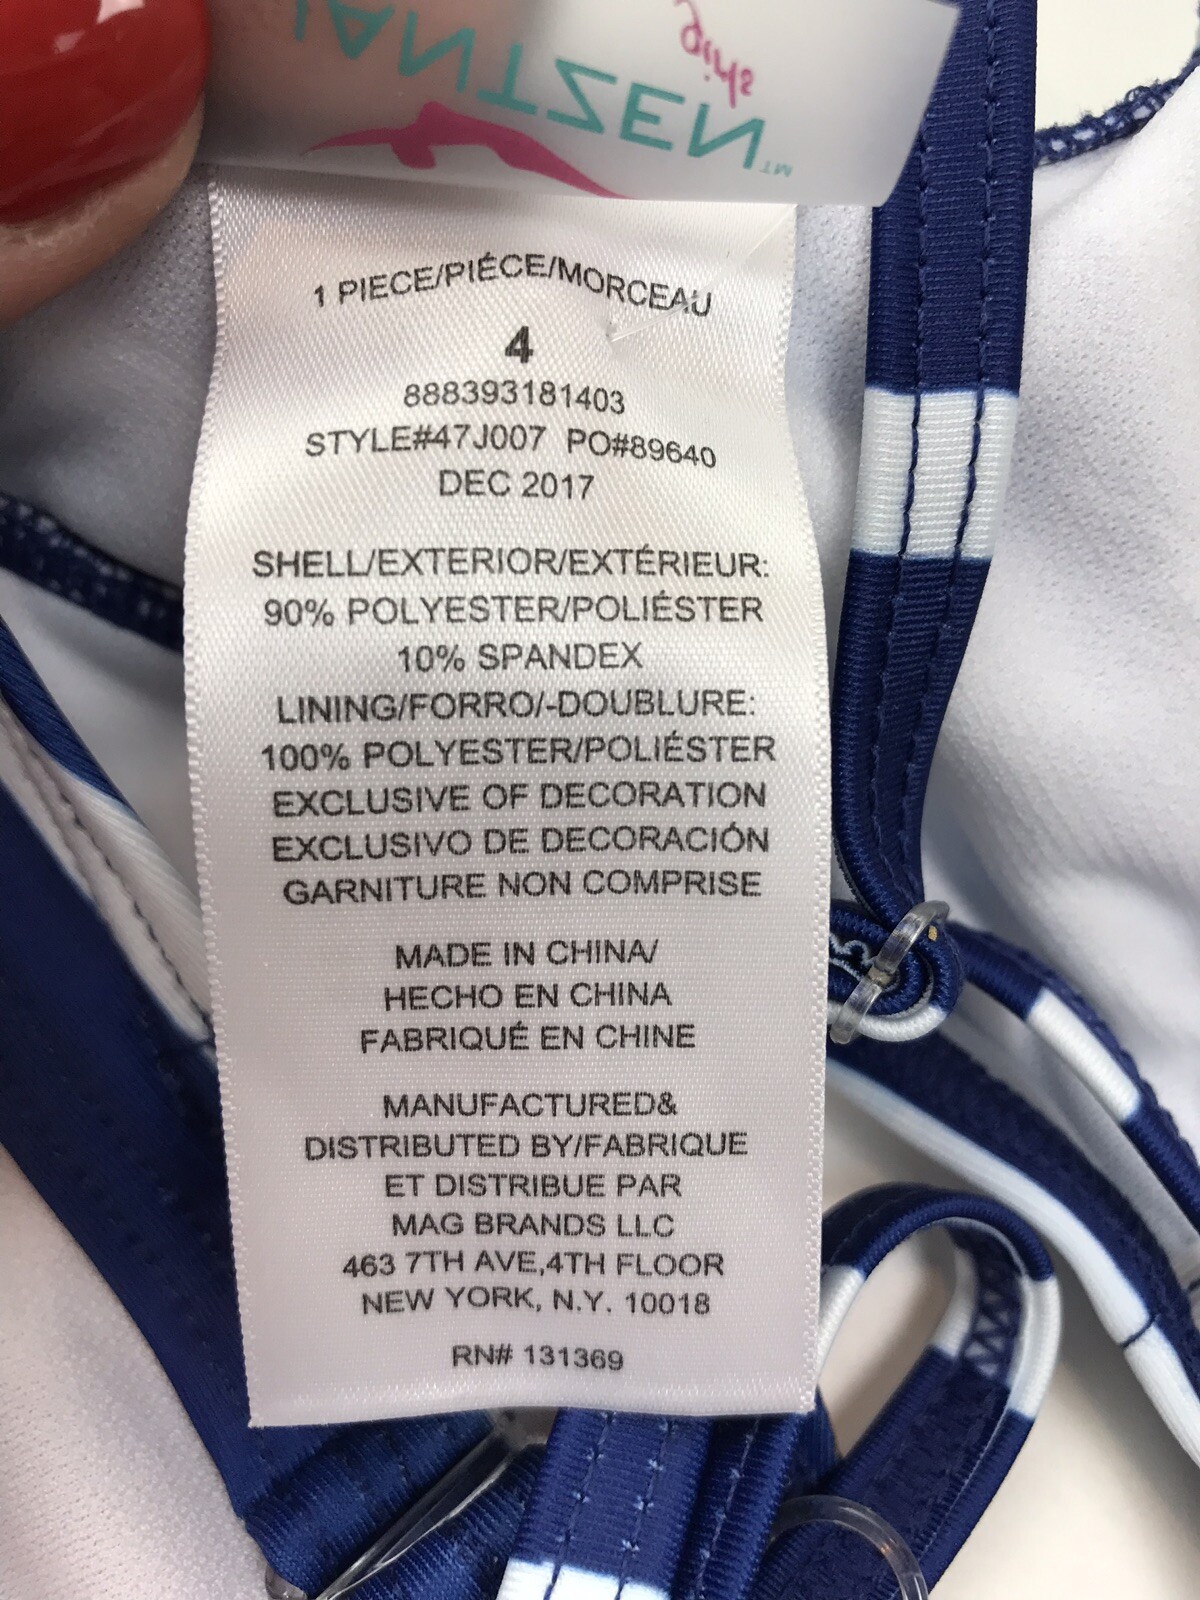 JANTZEN™
girls
1 PIECE/PIÉCE/MORCEAU
4
888393181403
STYLE#47J007 PO#89640
DEC 2017
SHELL/EXTERIOR/EXTÉRIEUR:
90% POLYESTER/POLIÉSTER
10% SPANDEX
LINING/FORRO/-DOUBLURE:
100% POLYESTER/POLIÉSTER
EXCLUSIVE OF DECORATION
EXCLUSIVO DE DECORACIÓN
GARNITURE NON COMPRISE
MADE IN CHINA/
HECHO EN CHINA
FABRIQUÉ EN CHINE
MANUFACTURED&
DISTRIBUTED BY/FABRIQUE
ET DISTRIBUE PAR
MAG BRANDS LLC
463 7TH AVE,4TH FLOOR
NEW YORK, N.Y. 10018
RN# 131369